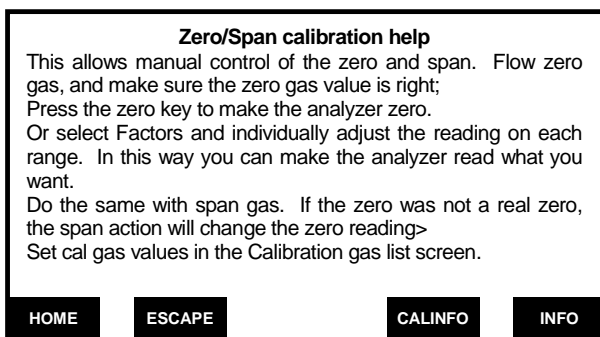 Zero/Span calibration help
This allows manual control of the zero and span. Flow zero
gas, and make sure the zero gas value is right;
Press the zero key to make the analyzer zero.
Or select Factors and individually adjust the reading on each
range. In this way you can make the analyzer read what you
want.
Do the same with span gas. If the zero was not a real zero,
the span action will change the zero reading>
Set cal gas values in the Calibration gas list screen.
HOME ESCAPE CALINFO INFO